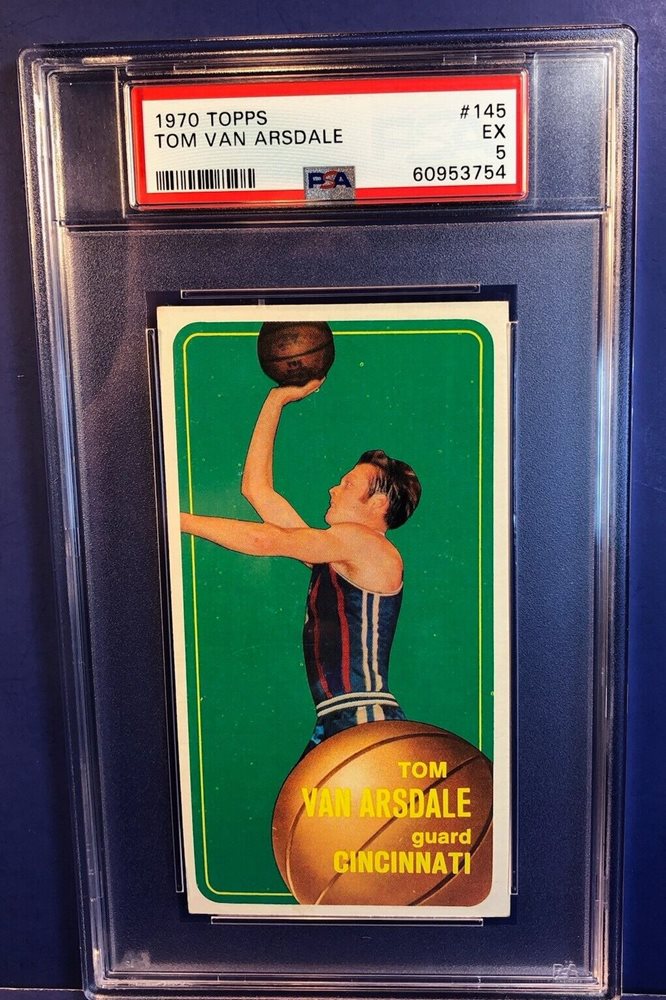 1970 TOPPS #145
TOM VAN ARSDALE EX
5
PSA 60953754
TOM
VAN ARSDALE
guard
CINCINNATI